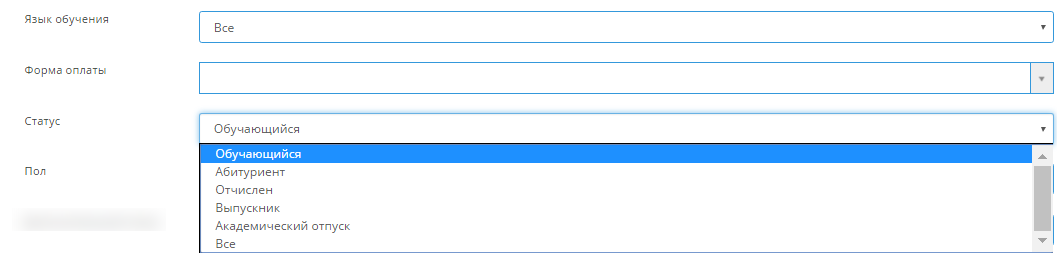 Язык обучения
Все
Форма оплаты
Статус
Обучающийся
Обучающийся
Абитуриент
Отчислен
Выпускник
Академический отпуск
Все
Пол